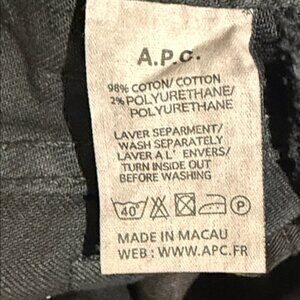 A.P.C.
98% COTON/ COTTON
2% POLYURETHANE/
POLYURETHANE
LAVER SEPARMENT/
WASH SEPARATELY
LAVER A L' ENVERS/
TURN INSIDE OUT
BEFORE WASHING
40° P
MADE IN MACAU
WEB : WWW.APC.FR